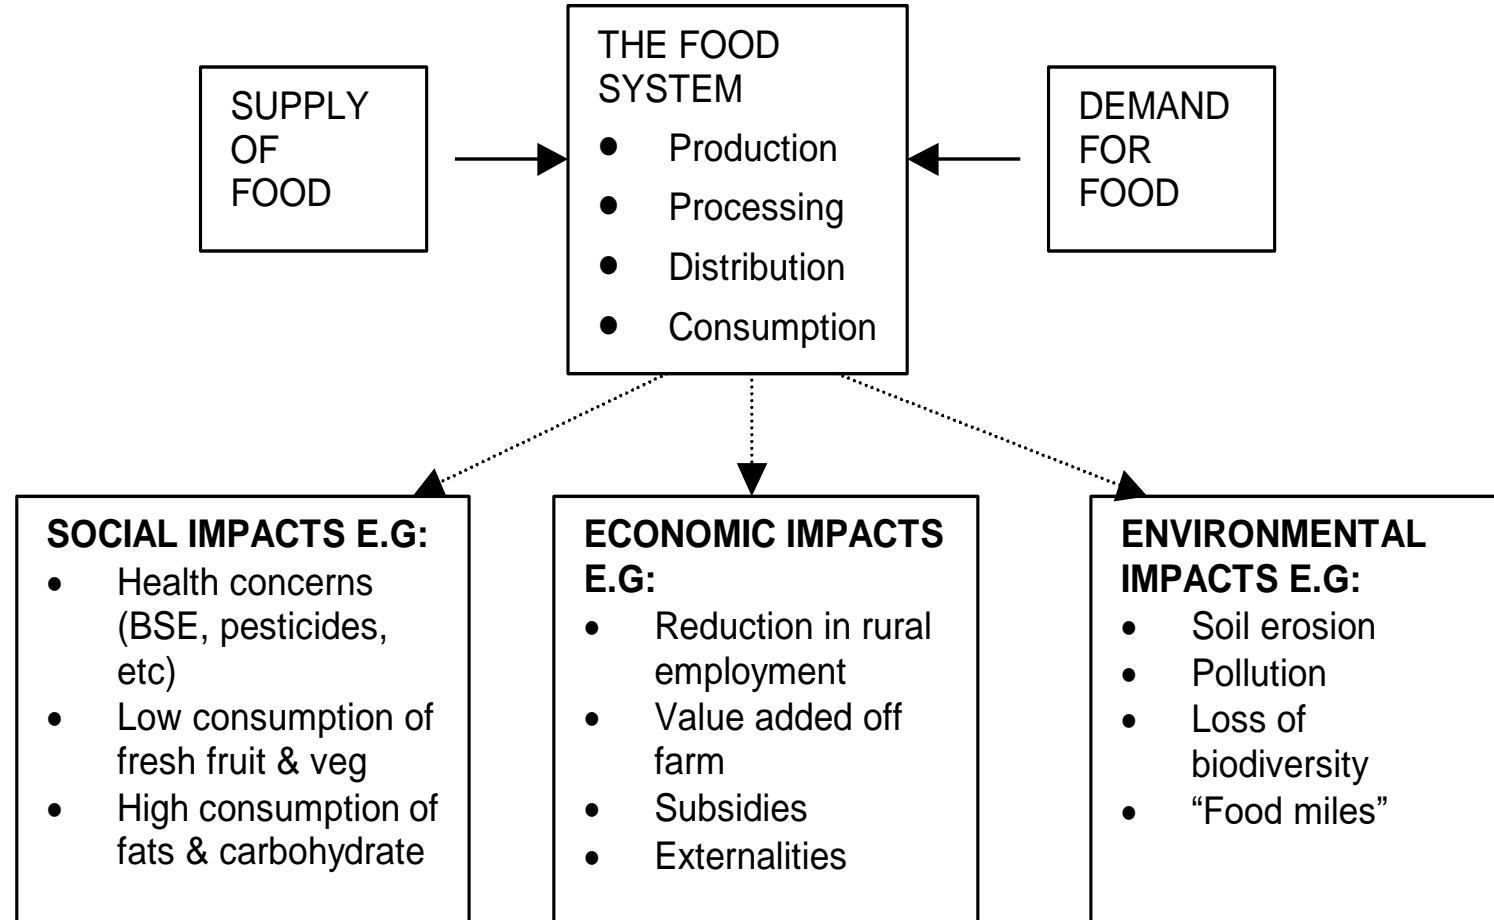 SUPPLY
OF
FOOD
THE FOOD
SYSTEM
● Production
● Processing
● Distribution
● Consumption
DEMAND
FOR
FOOD
SOCIAL IMPACTS E.G:
● Health concerns
(BSE, pesticides,
etc)
● Low consumption of
fresh fruit & veg
● High consumption of
fats & carbohydrate
ECONOMIC IMPACTS
E.G:
● Reduction in rural
employment
● Value added off
farm
● Subsidies
● Externalities
ENVIRONMENTAL
IMPACTS E.G:
● Soil erosion
● Pollution
● Loss of
biodiversity
● “Food miles”